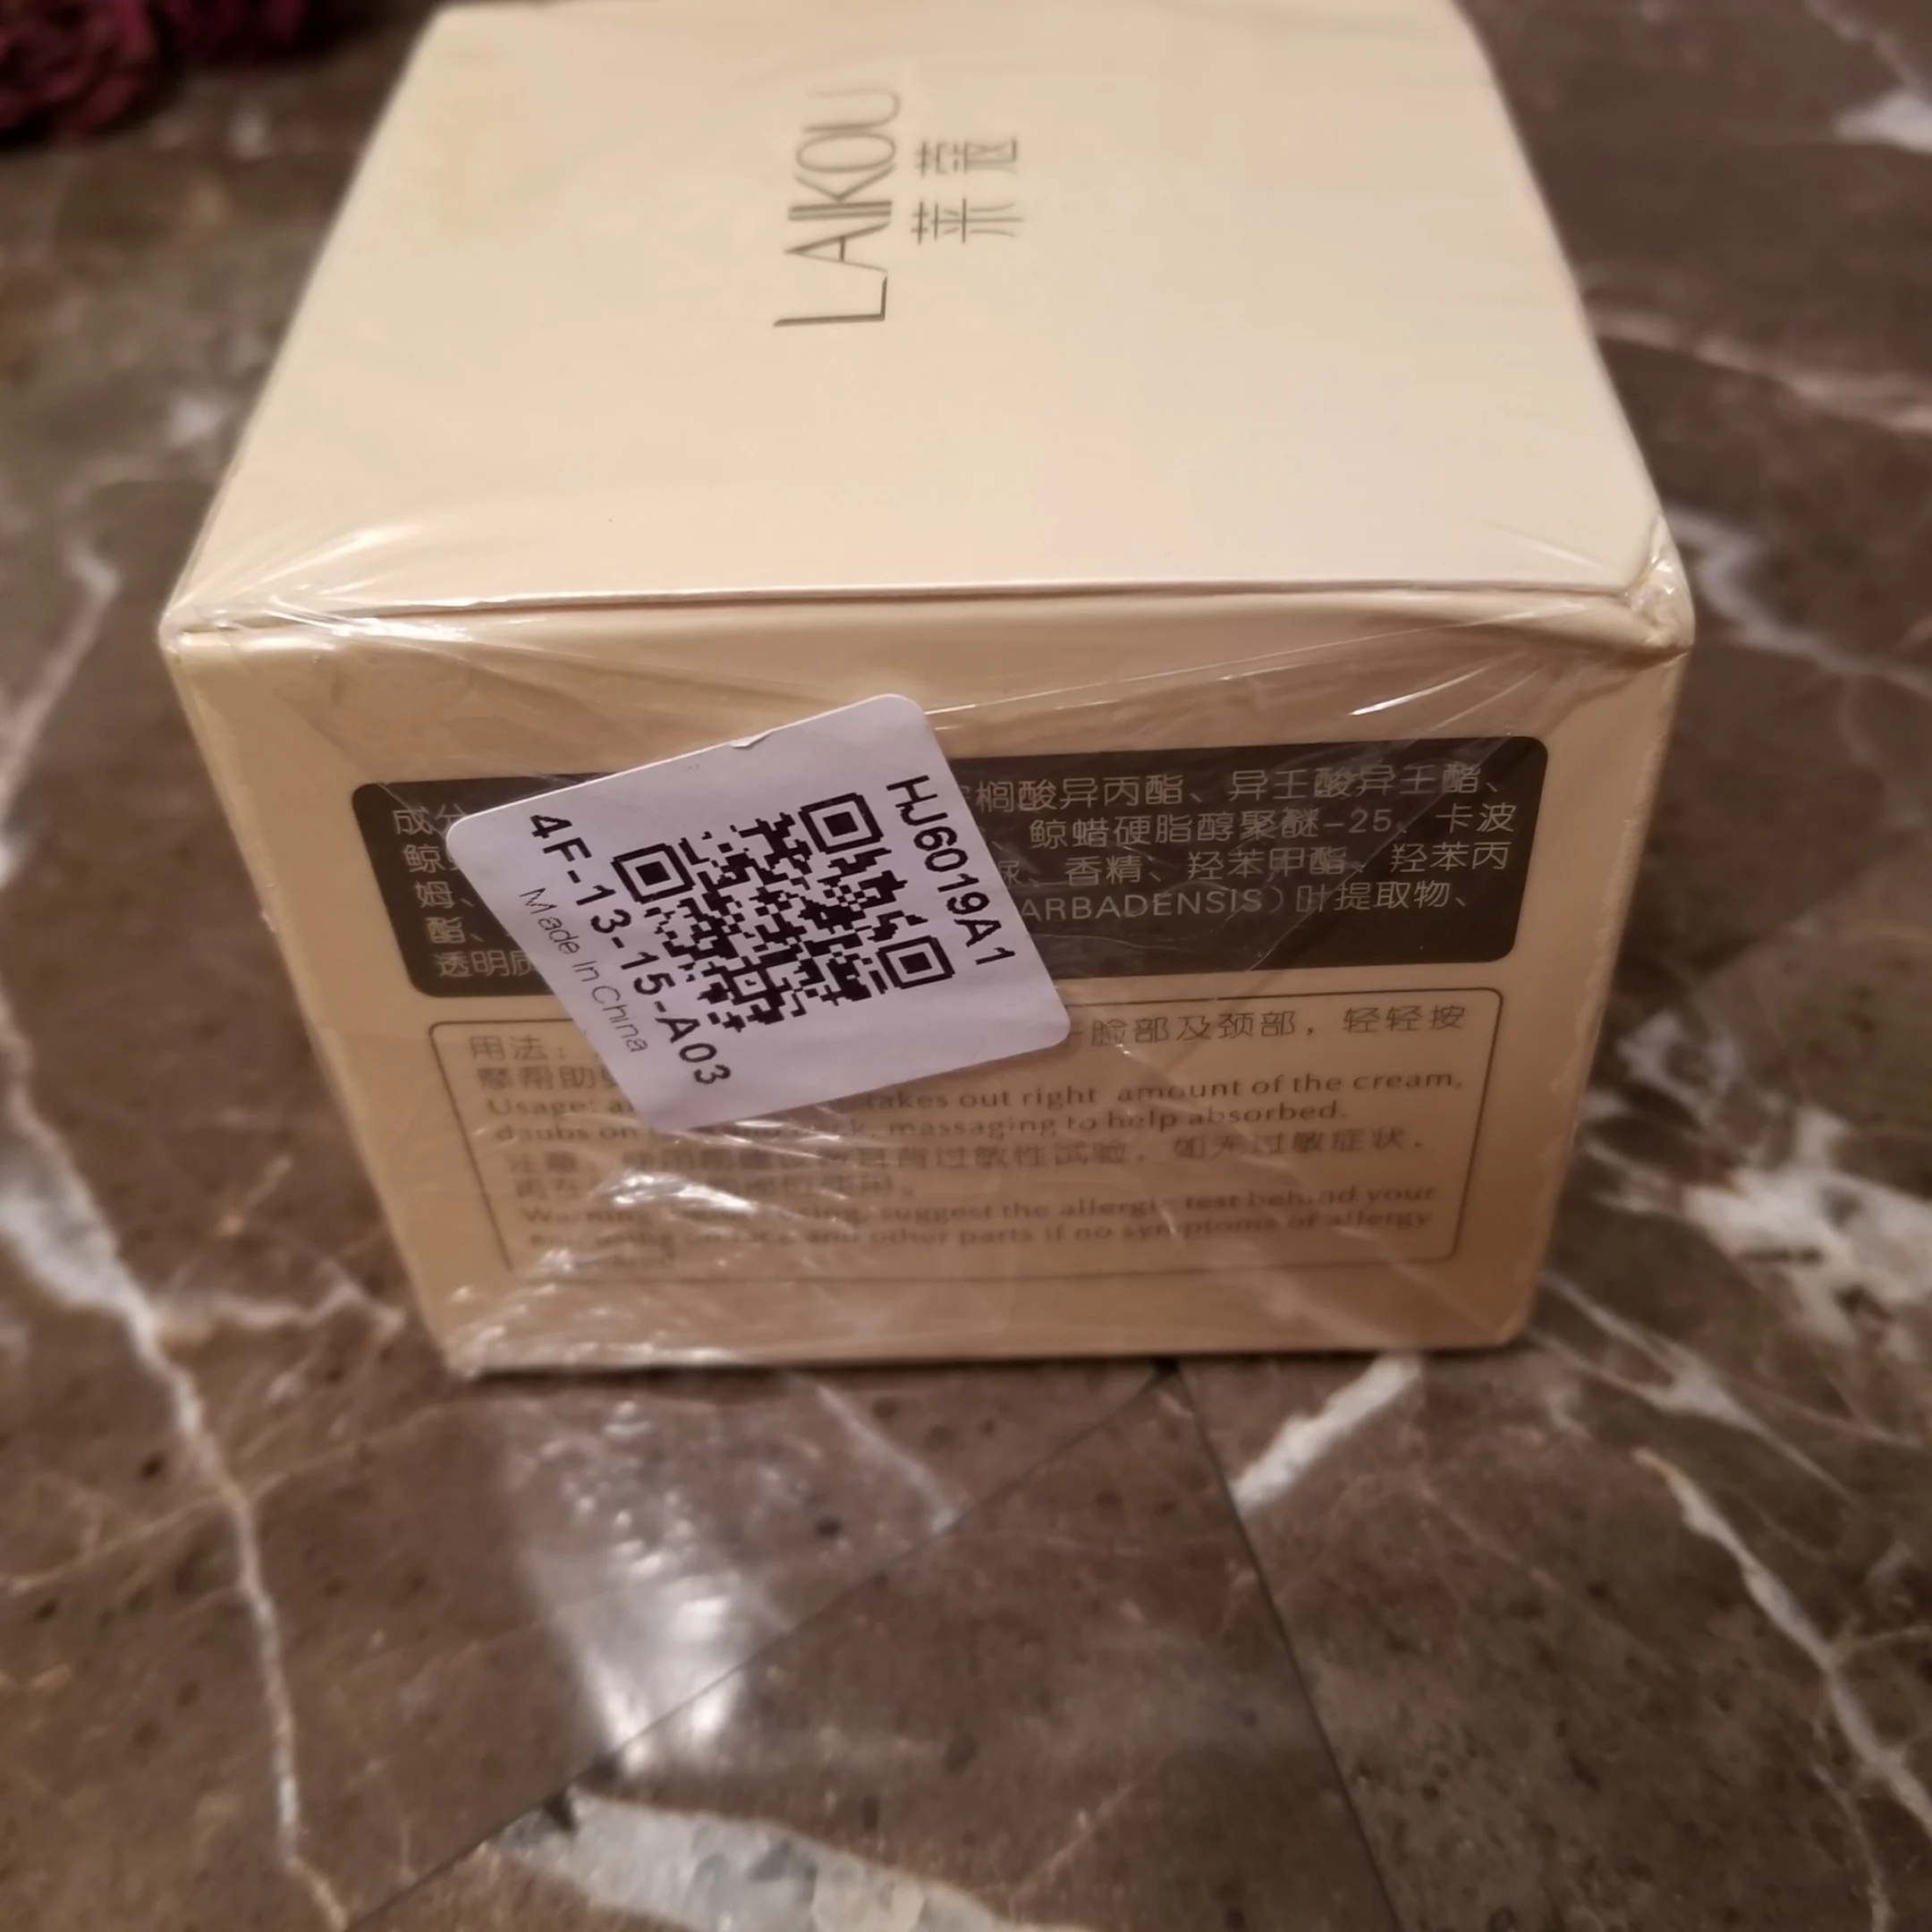 LAIKOU
莱蔻
HJ6019A1
4F-13-15-A03
Made In China
成分
榈酸异丙酯、异壬酸异壬酯、
鲸
、鲸蜡硬脂醇聚醚-25、卡波
姆、
、香精、羟苯甲酯、羟苯丙
酯、
ARBADENSIS)叶提取物、
透明质
用法:
脸部及颈部，轻轻按
摩帮助
Usage: takes out right amount of the cream,
daubs on massaging to help absorbed.
过敏性试验，如无过敏症状，
suggest the allergic test behind your
and other parts if no symptoms of allergy